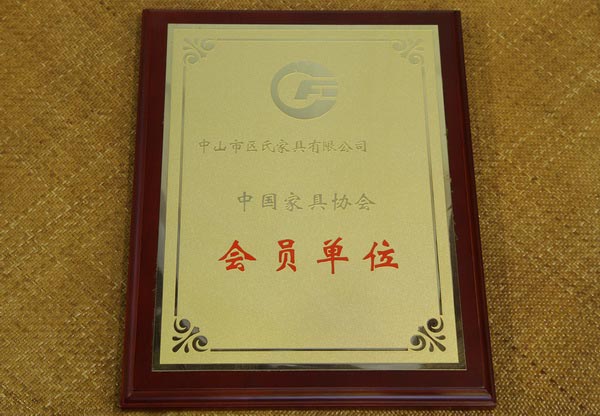 中山市区氏家具有限公司
中国家具协会
会员单位